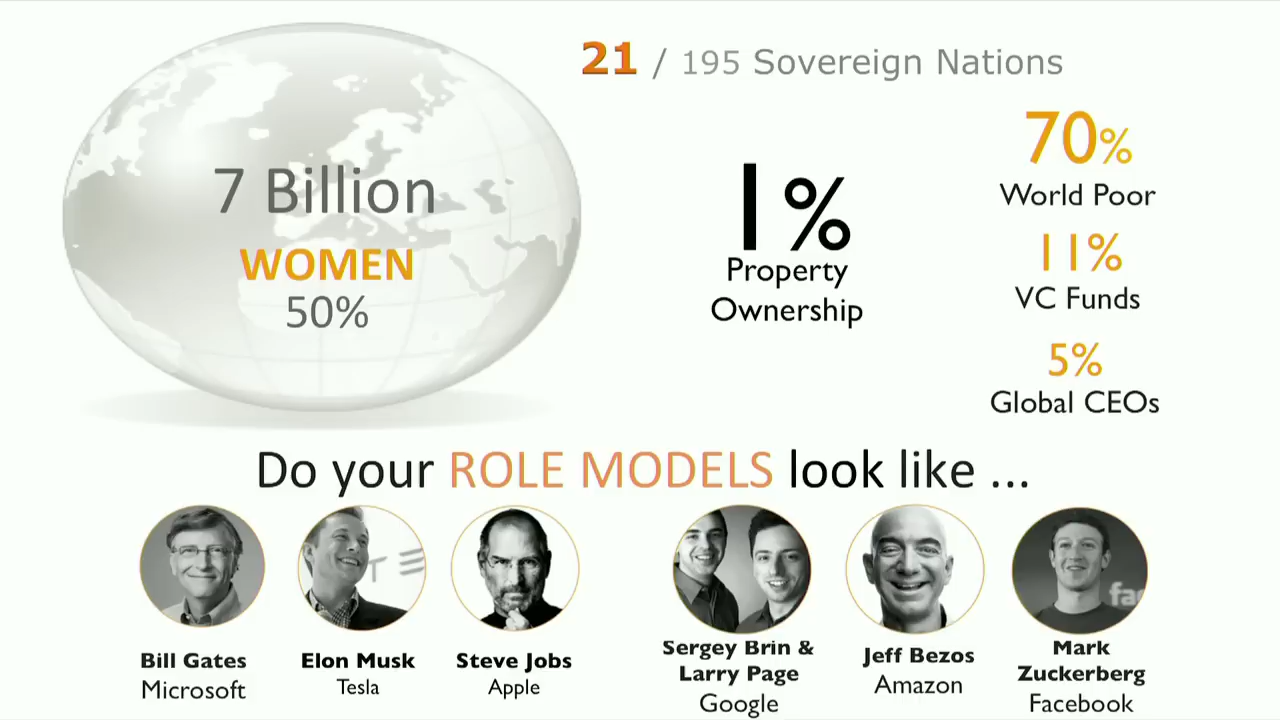 21 / 195 Sovereign Nations
7 Billion
WOMEN
50%
1%
Property
Ownership
70%
World Poor
11%
VC Funds
5%
Global CEOs
Do your ROLE MODELS look like ...
TE
fac
Bill Gates
Microsoft
Elon Musk
Tesla
Steve Jobs
Apple
Sergey Brin &
Larry Page
Google
Jeff Bezos
Amazon
Mark
Zuckerberg
Facebook